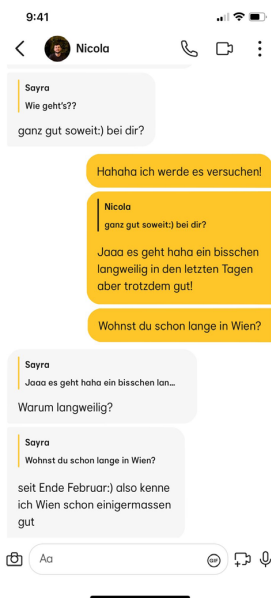 9:41
Nicola
Sayra
Wie geht's??
ganz gut soweit:) bei dir?
Hahaha ich werde es versuchen!
Nicola
ganz gut soweit:) bei dir?
Jaaa es geht haha ein bisschen
langweilig in den letzten Tagen
aber trotzdem gut!
Wohnst du schon lange in Wien?
Sayra
Jaaa es geht haha ein bisschen lan...
Warum langweilig?
Sayra
Wohnst du schon lange in Wien?
seit Ende Februar:) also kenne
ich Wien schon einigermassen
gut
Aa
GIF